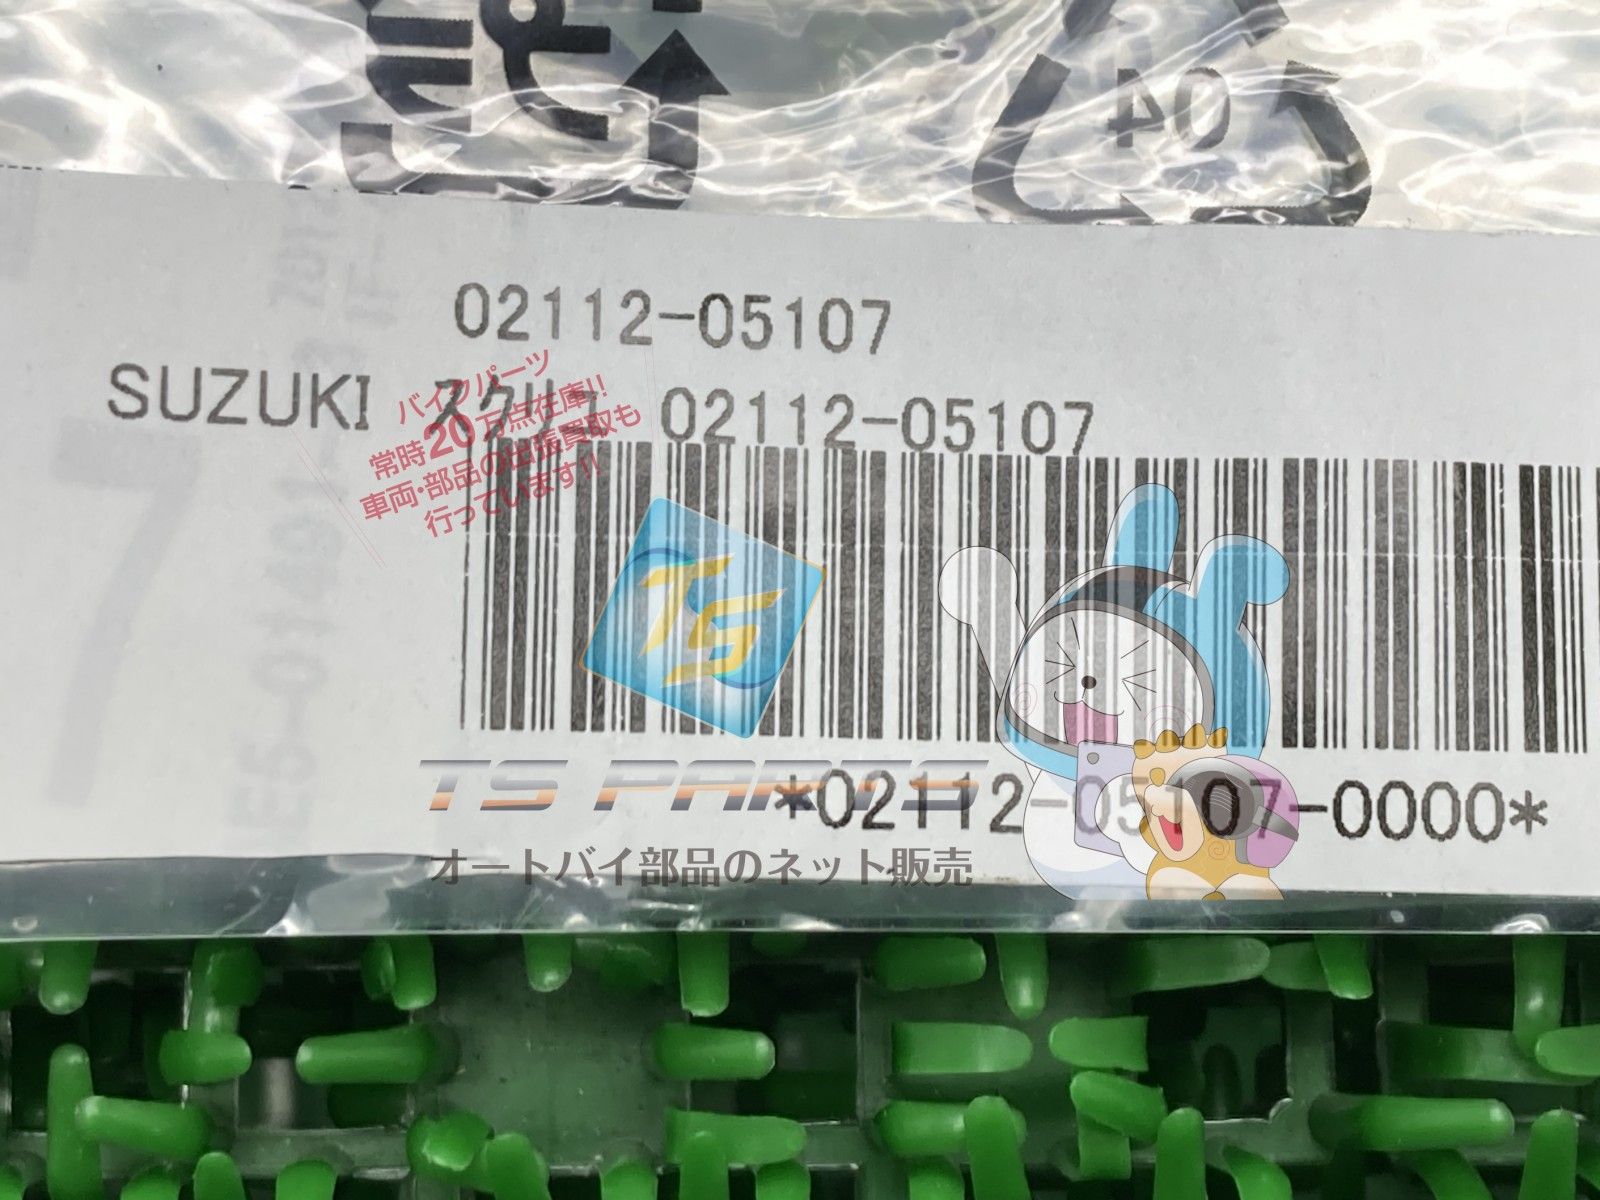 04
02112-05107
SUZUKI スクリュ 02112-05107
バイクパーツ
常時20万点在庫!!
車両・部品の出張買取も
行っています!!
TS
TS PARTS
*02112-05107-0000*
オートバイ部品のネット販売
7